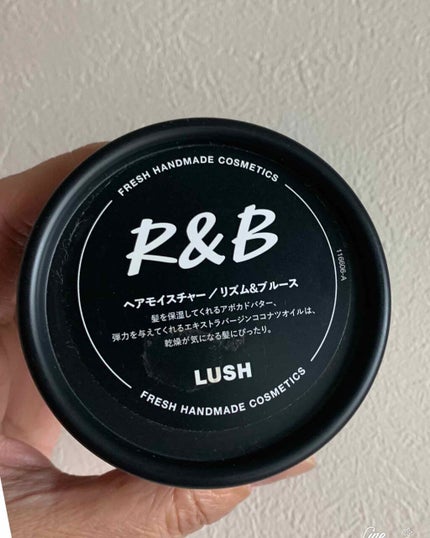 FRESH HANDMADE COSMETICS
R&B
ヘアモイスチャー／リズム&ブルース
髪を保湿してくれるアボカドバター、
弾力を与えてくれるエキストラバージンココナツオイルは、
乾燥が気になる髪にぴったり。
LUSH
FRESH HANDMADE COSMETICS
116606-A